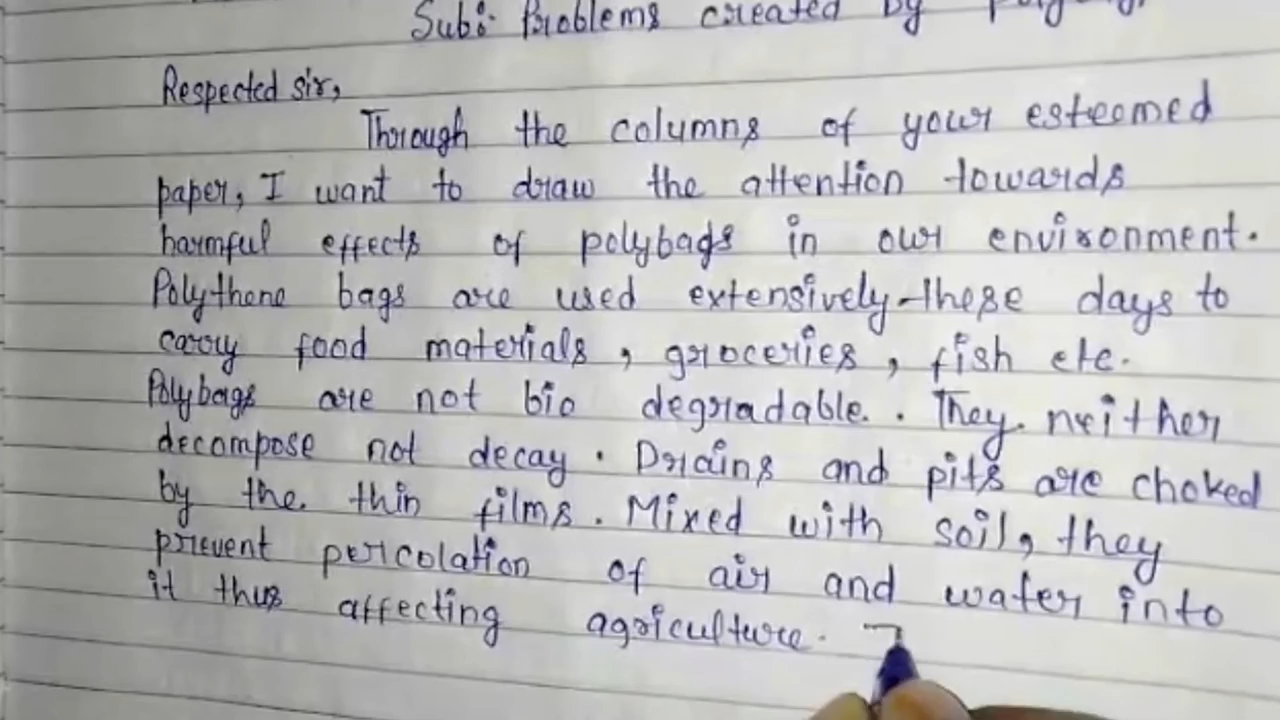 Sub:- Problems created by
Respected sir,
Through the columns of your esteemed
paper, I want to draw the attention towards
harmful effects of polybags in our environment.
Polythene bags are used extensively these days to
carry food materials, groceries, fish etc.
Polybags are not bio degradable. They neither
decompose not decay. Drains and pits are choked
by the thin films. Mixed with soil, they
prevent percolation of air and water into
it thus affecting agriculture.